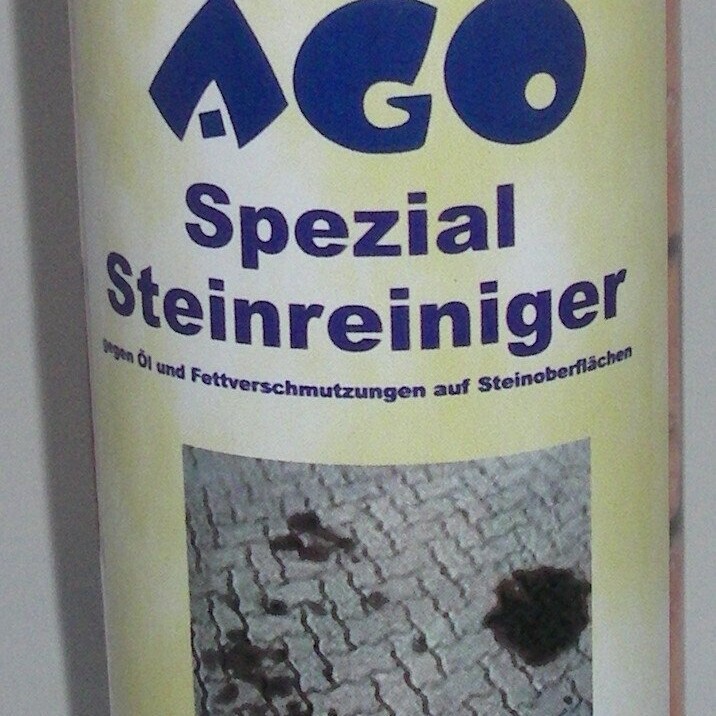 AGO
Spezial
Steinreiniger
gegen Öl und Fettverschmutzungen auf Steinoberflächen